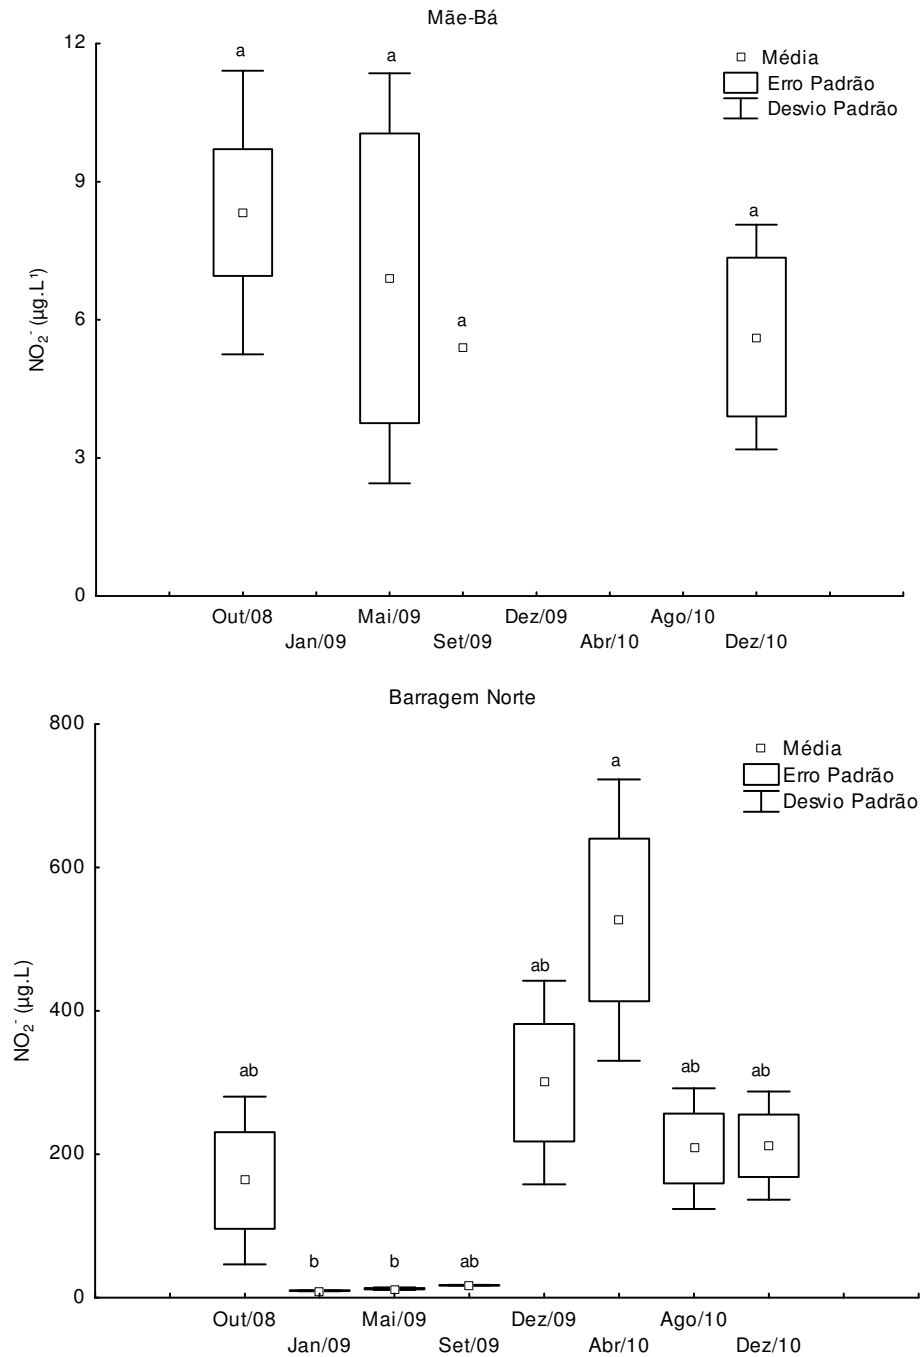 Mãe-Bá
12
a
a
Média
Erro Padrão
Desvio Padrão
9
a
NO₂⁻ (µg.L¹)
6
a
3
0
Out/08
Mai/09
Dez/09
Ago/10
Jan/09
Set/09
Abr/10
Dez/10
Barragem Norte
800
Média
a
Erro Padrão
Desvio Padrão
600
ab
NO₂⁻ (µg.L)
400
ab
ab
ab
200
b
b
ab
0
Out/08
Mai/09
Dez/09
Ago/10
Jan/09
Set/09
Abr/10
Dez/10